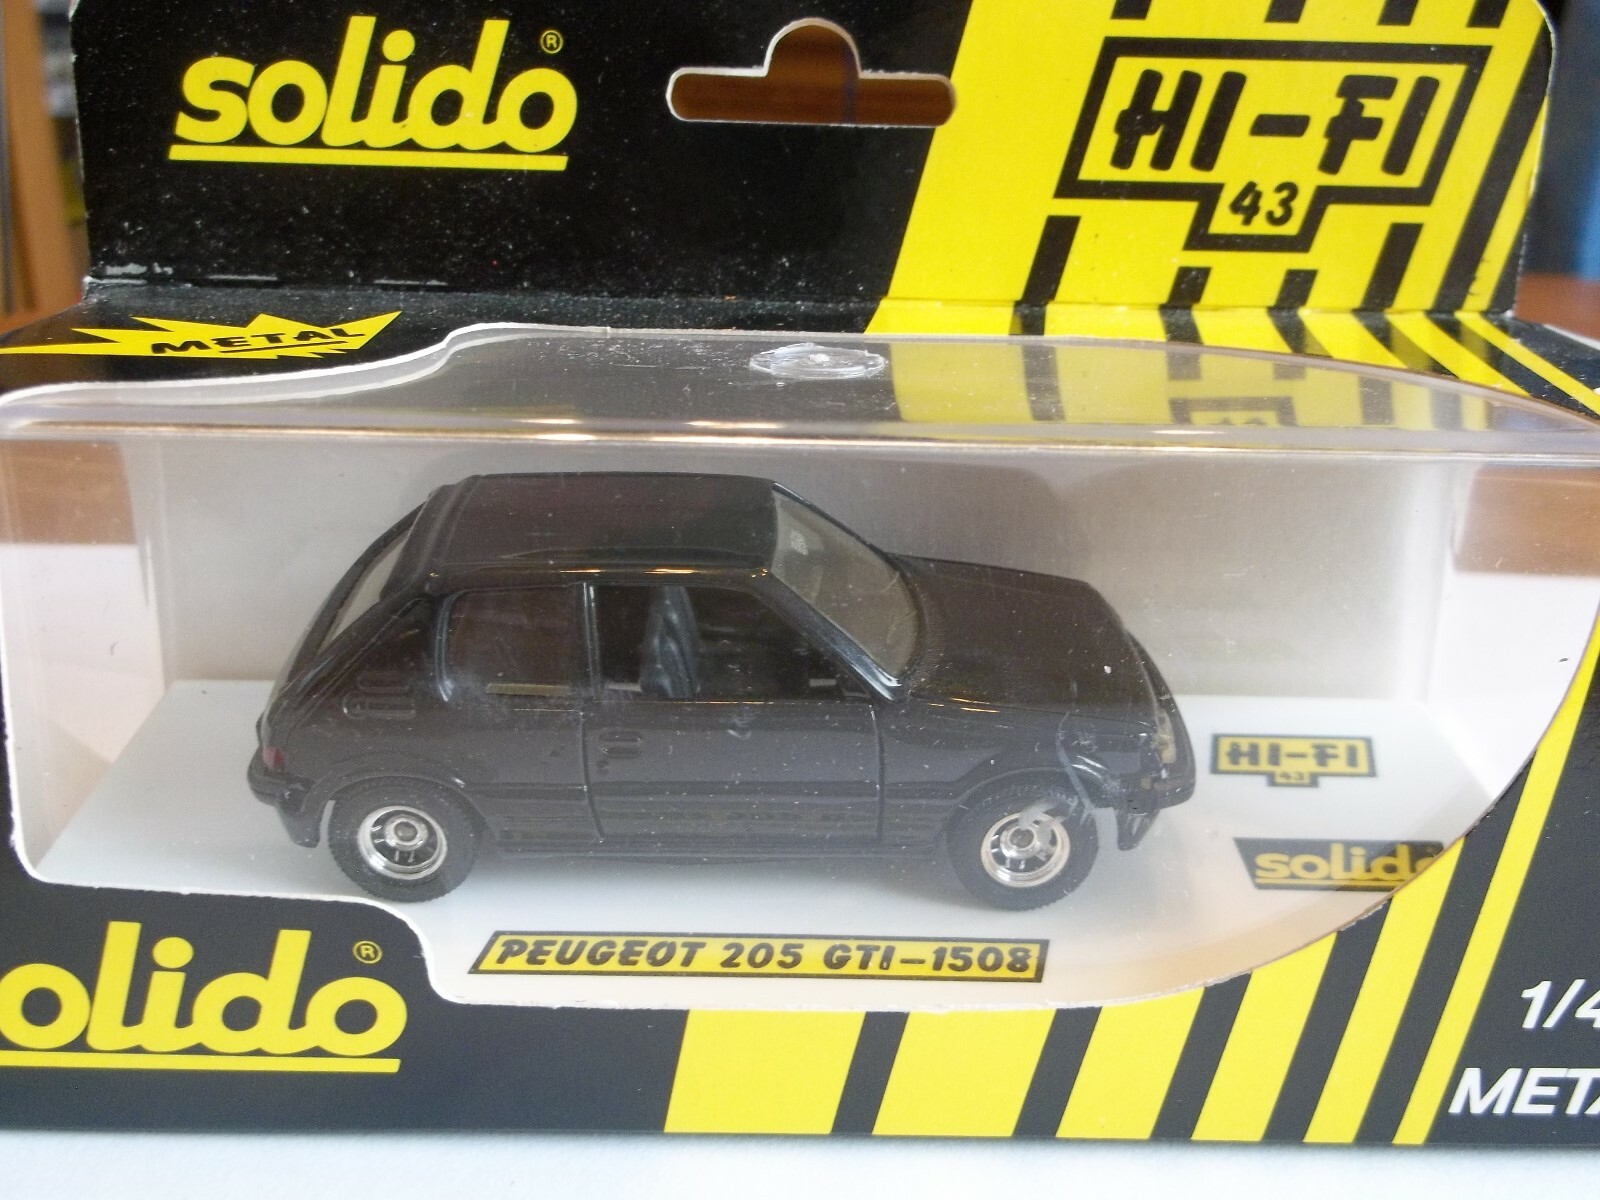 solido®
HI-FI
43
METAL
HI-FI
43
solido
PEUGEOT 205 GTI-1508
olido®
1/4
META